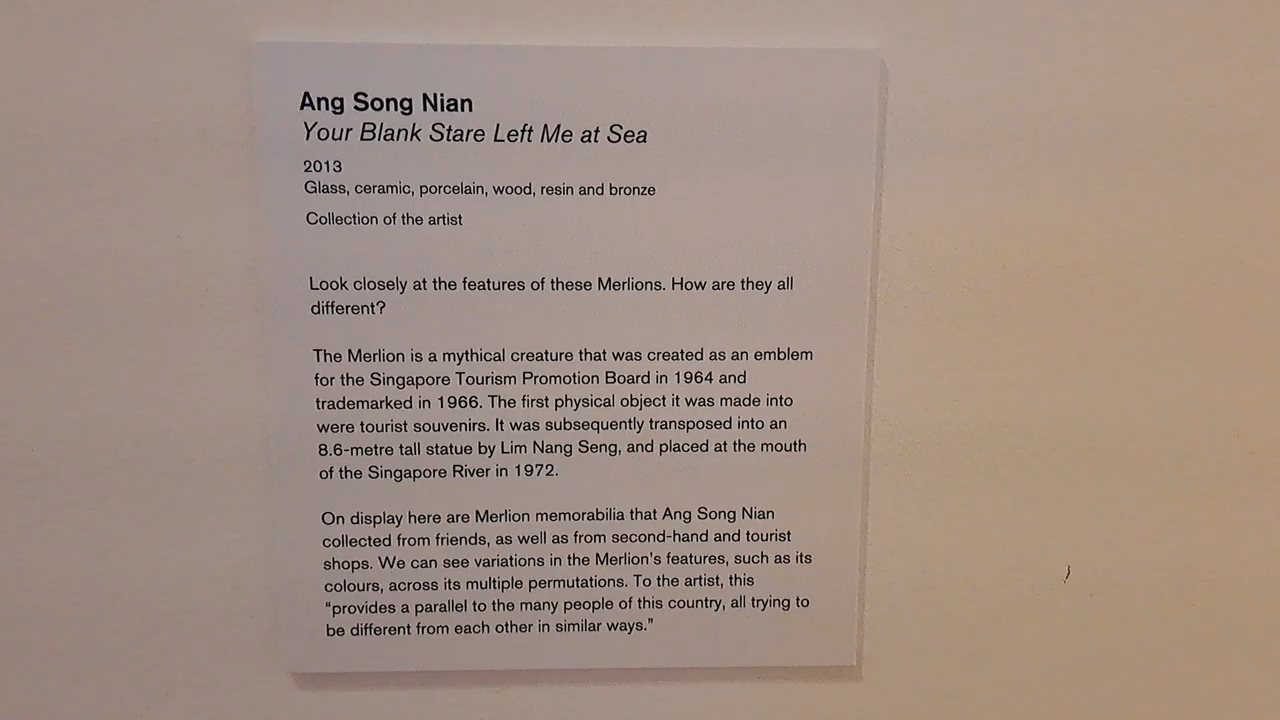 Ang Song Nian
Your Blank Stare Left Me at Sea
2013
Glass, ceramic, porcelain, wood, resin and bronze
Collection of the artist
Look closely at the features of these Merlions. How are they all
different?
The Merlion is a mythical creature that was created as an emblem
for the Singapore Tourism Promotion Board in 1964 and
trademarked in 1966. The first physical object it was made into
were tourist souvenirs. It was subsequently transposed into an
8.6-metre tall statue by Lim Nang Seng, and placed at the mouth
of the Singapore River in 1972.
On display here are Merlion memorabilia that Ang Song Nian
collected from friends, as well as from second-hand and tourist
shops. We can see variations in the Merlion's features, such as its
colours, across its multiple permutations. To the artist, this
“provides a parallel to the many people of this country, all trying to
be different from each other in similar ways.”